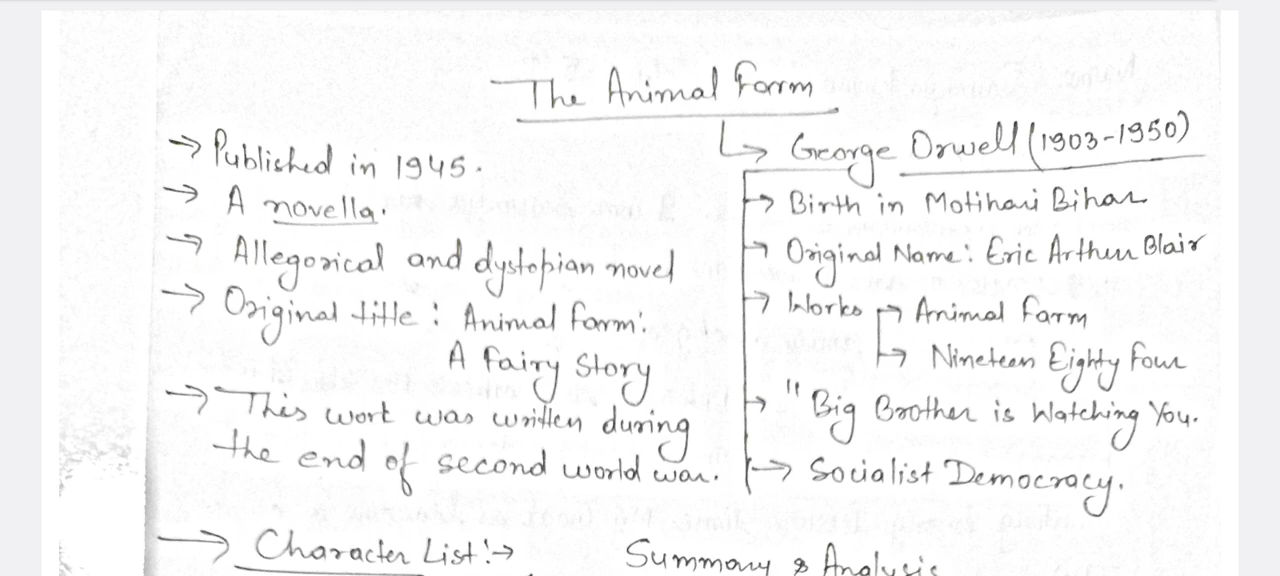 The Animal Farm
→ George Orwell (1903-1950)
→ Published in 1945.
→ A novella.
→ Allegorical and dystopian novel
→ Original title : Animal Farm:
A Fairy Story
→ This work was written during
the end of second world war.
→ Birth in Motihari Bihar
→ Original Name : Eric Arthur Blair
→ Works → Animal Farm
→ Nineteen Eighty Four
→ "Big Brother is Watching You.
→ Socialist Democracy.
→ Character List :→
Summary & Analysis